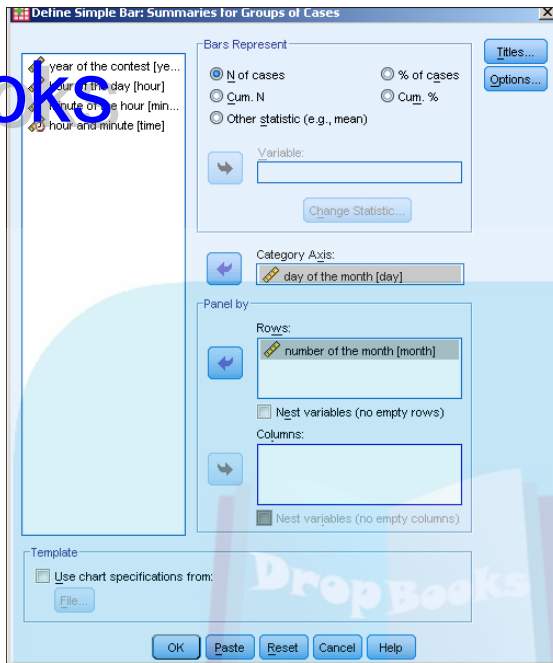 Define Simple Bar: Summaries for Groups of Cases
year of the contest [ye...
hour of the day [hour]
minute of the hour [min...
hour and minute [time]
oks
Bars Represent
N of cases
% of cases
Cum. N
Cum. %
Other statistic (e.g., mean)
Variable:
Change Statistic...
Titles...
Options...
Category Axis:
day of the month [day]
Panel by
Rows:
number of the month [month]
Nest variables (no empty rows)
Columns:
Nest variables (no empty columns)
Template
Use chart specifications from:
File...
DropBooks
OK Paste Reset Cancel Help